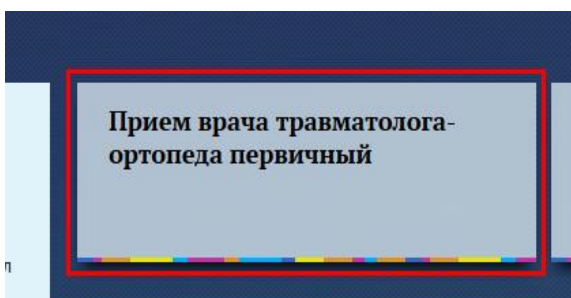 Прием врача травматолога-
ортопеда первичный
л